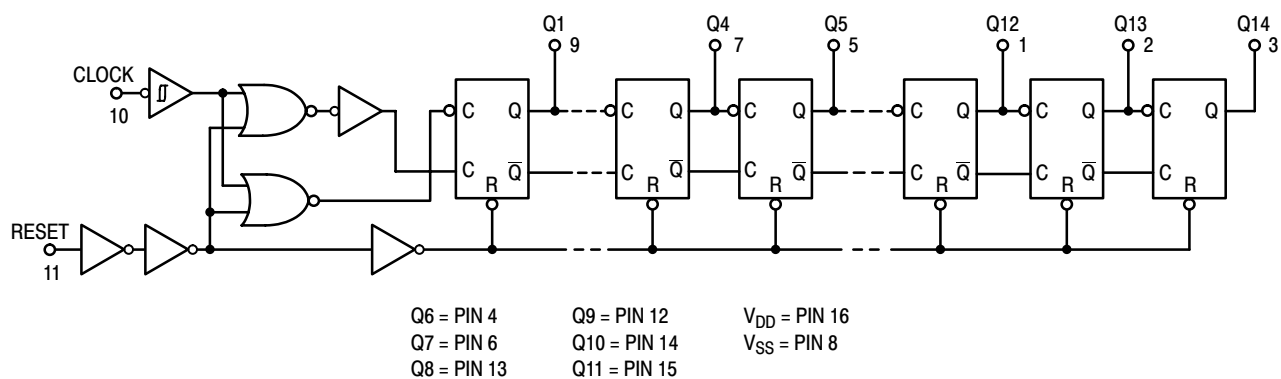 Q1
9
Q4
7
Q5
5
Q12
1
Q13
2
Q14
3
CLOCK
10
C Q
C Q̅
R
C Q
C Q̅
R
C Q
C Q̅
R
C Q
C Q̅
R
C Q
C Q̅
R
C Q
C
R
RESET
11
Q6 = PIN 4
Q7 = PIN 6
Q8 = PIN 13
Q9 = PIN 12
Q10 = PIN 14
Q11 = PIN 15
VDD = PIN 16
VSS = PIN 8